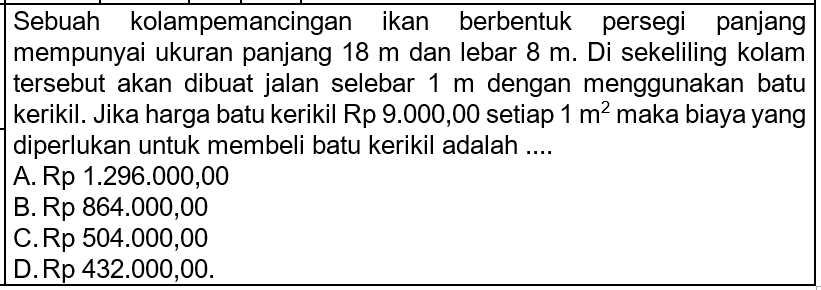 Sebuah kolampemancingan ikan berbentuk persegi panjang
mempunyai ukuran panjang 18 m dan lebar 8 m. Di sekeliling kolam
tersebut akan dibuat jalan selebar 1 m dengan menggunakan batu
kerikil. Jika harga batu kerikil Rp 9.000,00 setiap 1 m² maka biaya yang
diperlukan untuk membeli batu kerikil adalah ....
A. Rp 1.296.000,00
B. Rp 864.000,00
C. Rp 504.000,00
D. Rp 432.000,00.